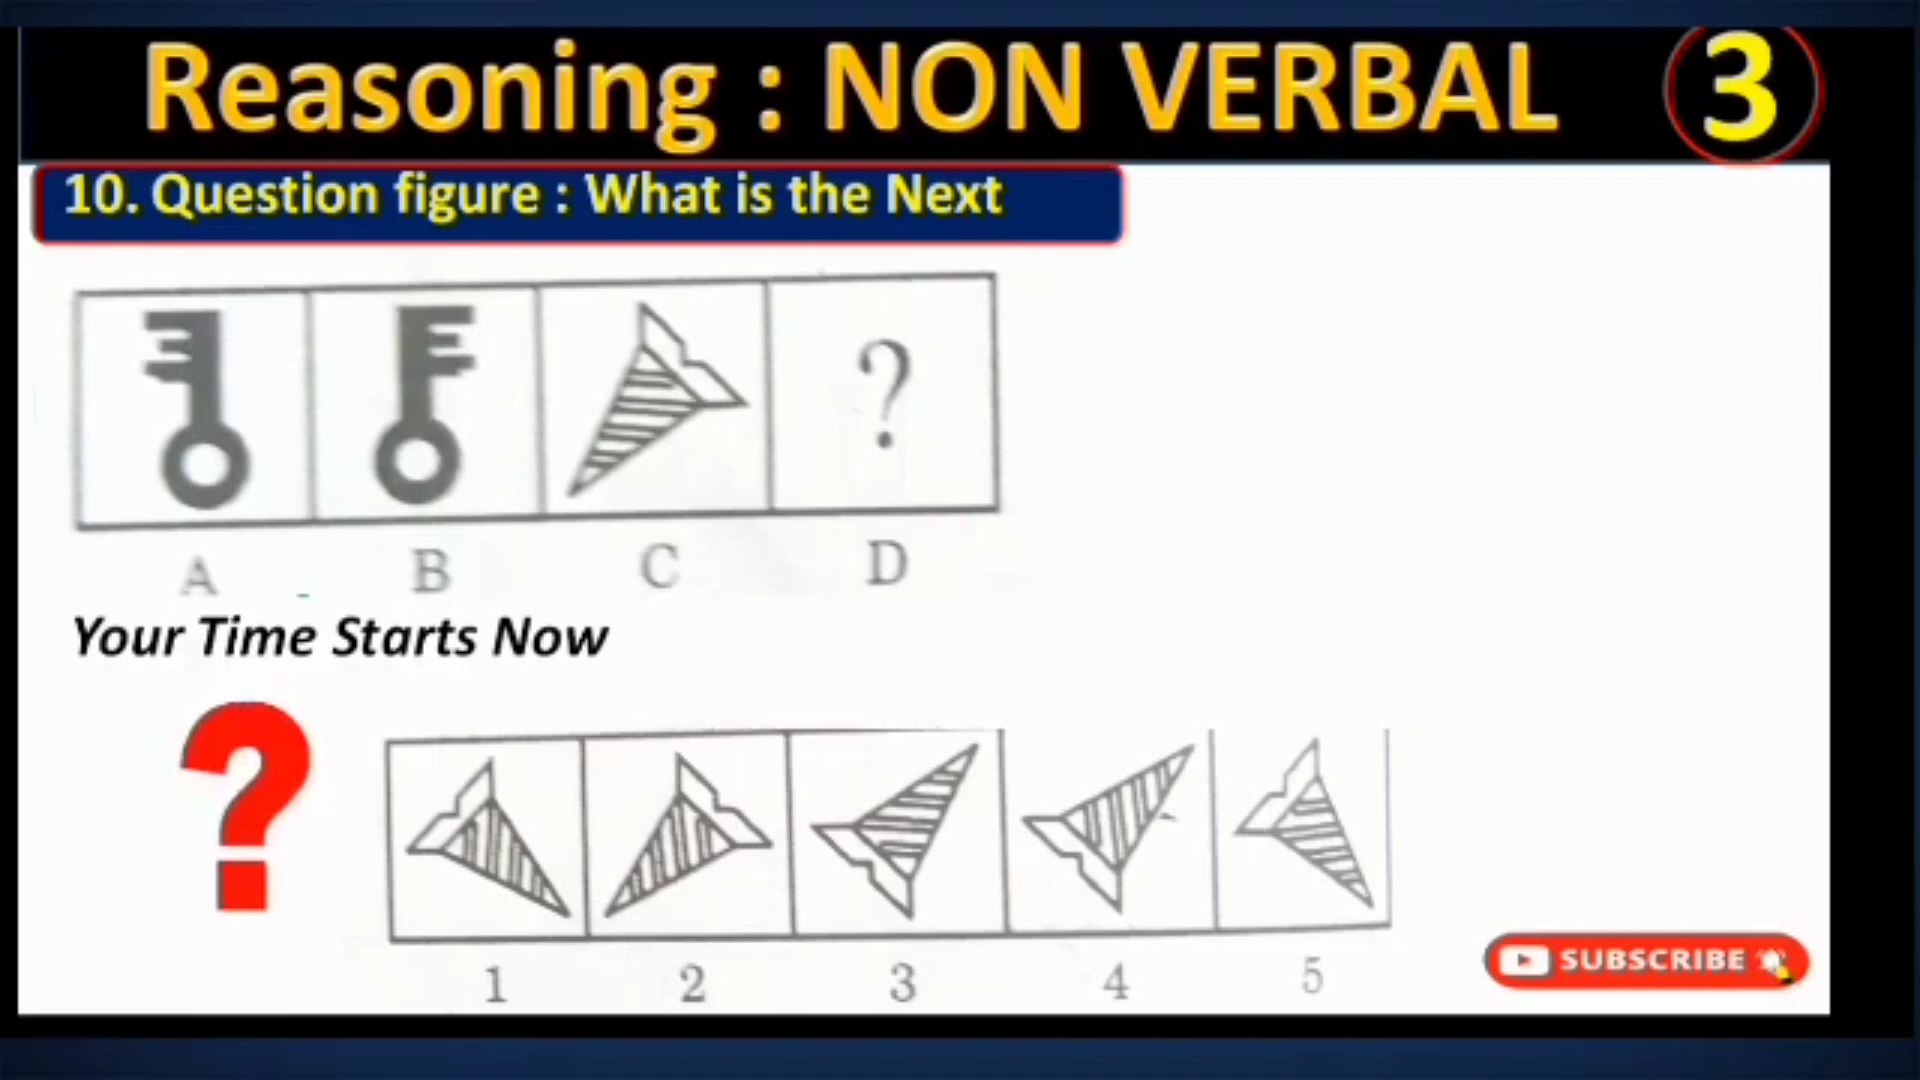 Reasoning : NON VERBAL 3
10. Question figure : What is the Next
?
A B C D
Your Time Starts Now
?
1 2 3 4 5
SUBSCRIBE